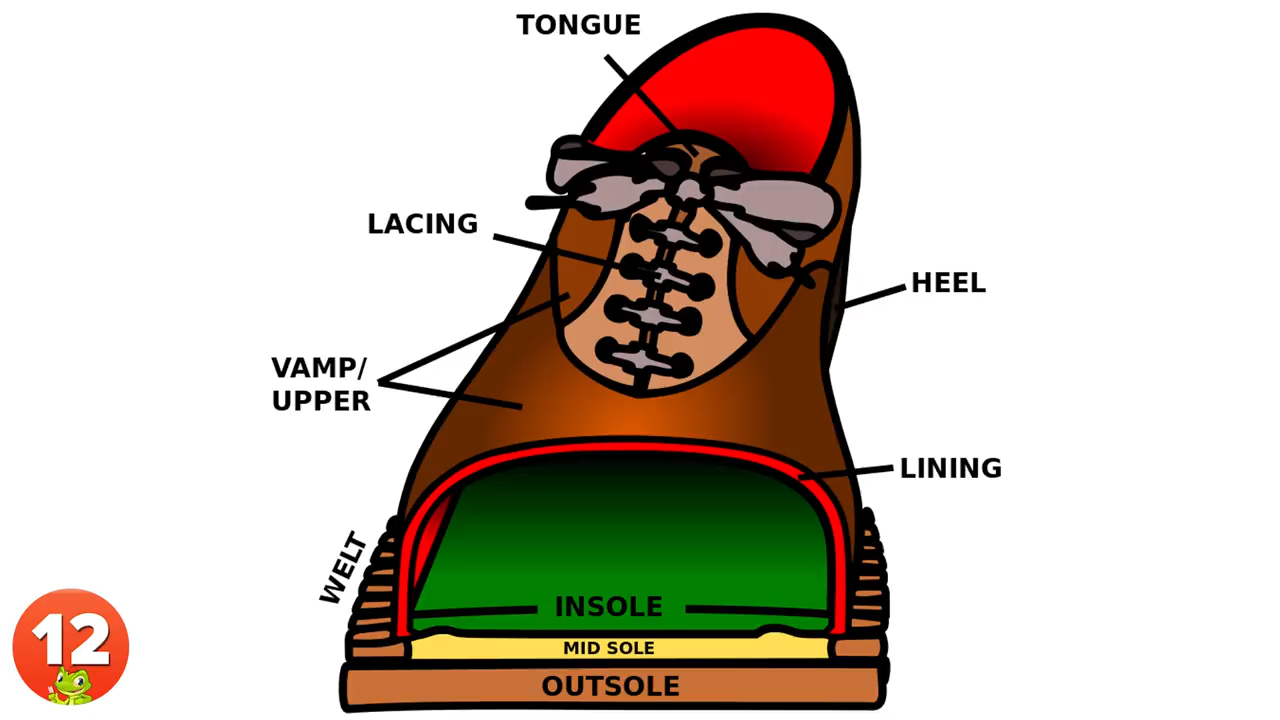 TONGUE
LACING
HEEL
VAMP/
UPPER
LINING
WELT
INSOLE
MID SOLE
OUTSOLE
12